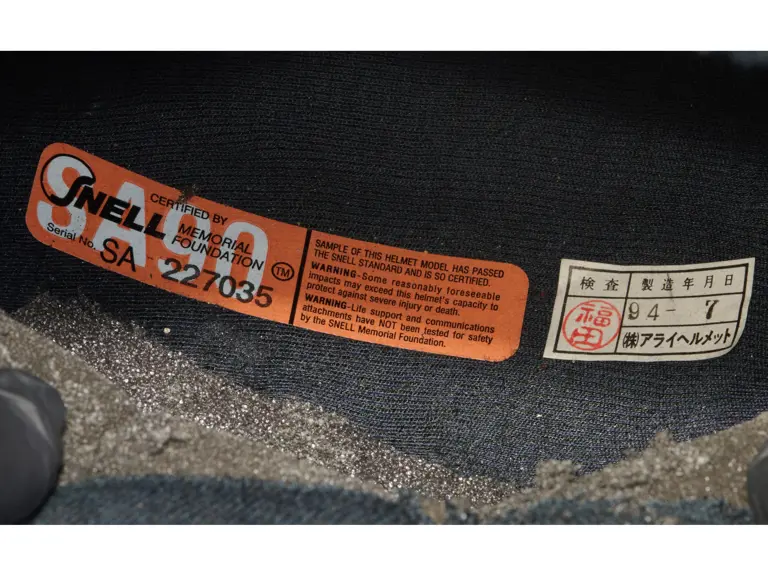 SA90
SNELL
CERTIFIED BY
MEMORIAL
FOUNDATION
Serial No. SA 227035
TM
SAMPLE OF THIS HELMET MODEL HAS PASSED
THE SNELL STANDARD AND IS SO CERTIFIED.
WARNING-Some reasonably foreseeable
impacts may exceed this helmet's capacity to
protect against severe injury or death.
WARNING-Life support and communications
attachments have NOT been tested for safety
by the SNELL Memorial Foundation.
検査 製造年月日
福田 94-7
㈱アライヘルメット